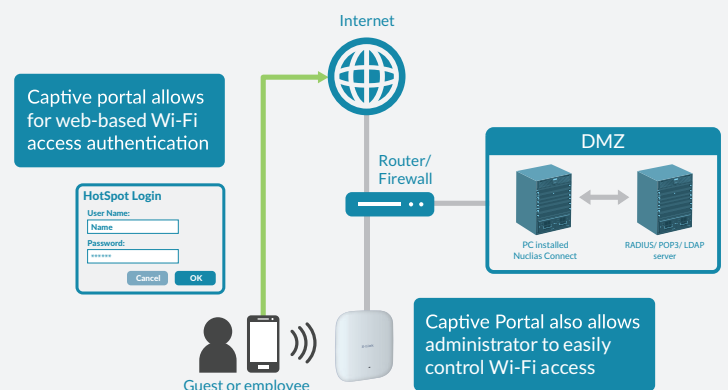 Internet
Captive portal allows
for web-based Wi-Fi
access authentication
Router/
Firewall
DMZ
PC installed
Nuclias Connect
RADIUS/ POP3/ LDAP
server
HotSpot Login
User Name:
Name
Password:
******
Cancel
OK
Captive Portal also allows
administrator to easily
control Wi-Fi access
Guest or employee